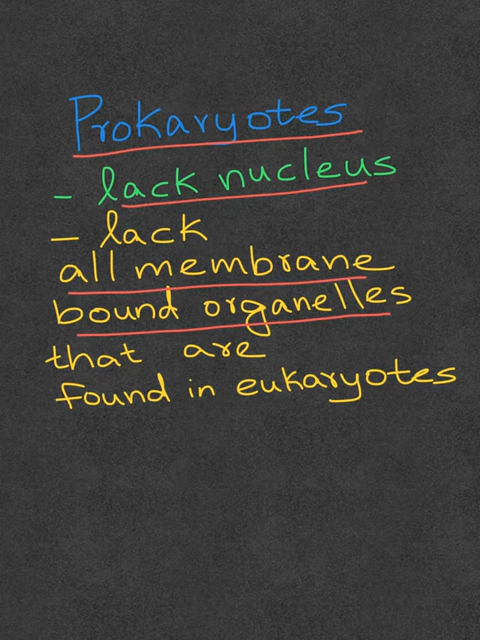 Prokaryotes
- lack nucleus
- lack
all membrane
bound organelles
that are
found in eukaryotes